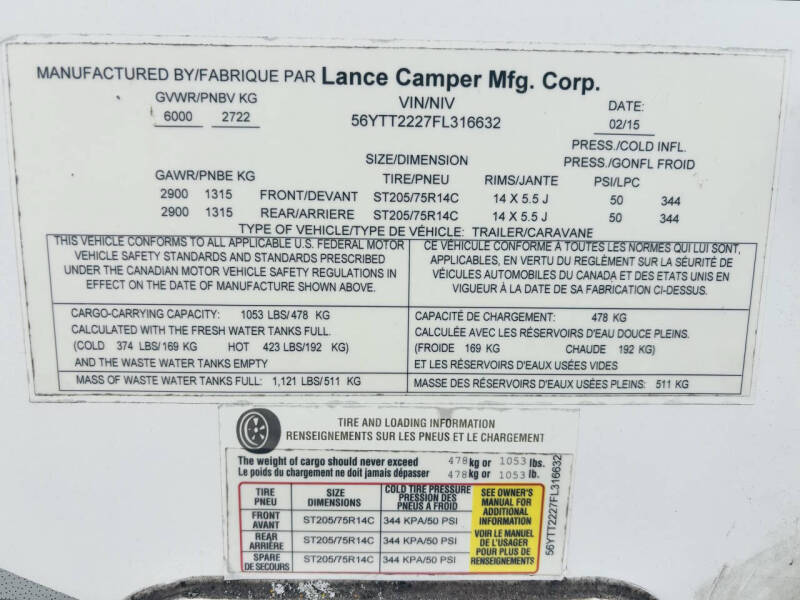 MANUFACTURED BY/FABRIQUE PAR Lance Camper Mfg. Corp.
GVWR/PNBV KG VIN/NIV DATE:
6000 2722 56YTT2227FL316632 02/15
PRESS./COLD INFL.
SIZE/DIMENSION PRESS./GONFL FROID
GAWR/PNBE KG TIRE/PNEU RIMS/JANTE PSI/LPC
2900 1315 FRONT/DEVANT ST205/75R14C 14 X 5.5 J 50 344
2900 1315 REAR/ARRIERE ST205/75R14C 14 X 5.5 J 50 344
TYPE OF VEHICLE/TYPE DE VÉHICULE: TRAILER/CARAVANE
THIS VEHICLE CONFORMS TO ALL APPLICABLE U.S. FEDERAL MOTOR
VEHICLE SAFETY STANDARDS AND STANDARDS PRESCRIBED
UNDER THE CANADIAN MOTOR VEHICLE SAFETY REGULATIONS IN
EFFECT ON THE DATE OF MANUFACTURE SHOWN ABOVE.
CE VÉHICULE CONFORME À TOUTES LES NORMES QUI LUI SONT,
APPLICABLES, EN VERTU DU REGLÉMENT SUR LA SÉURITÉ DE
VÉICULES AUTOMOBILES DU CANADA ET DES ETATS UNIS EN
VIGUEUR À LA DATE DE SA FABRICATION CI-DESSUS.
CARGO-CARRYING CAPACITY: 1053 LBS/478 KG
CALCULATED WITH THE FRESH WATER TANKS FULL.
(COLD 374 LBS/169 KG HOT 423 LBS/192 KG)
AND THE WASTE WATER TANKS EMPTY
MASS OF WASTE WATER TANKS FULL: 1,121 LBS/511 KG
CAPACITÉ DE CHARGEMENT: 478 KG
CALCULÉE AVEC LES RÉSERVOIRS D'EAU DOUCE PLEINS.
(FROIDE 169 KG CHAUDE 192 KG)
ET LES RÉSERVOIRS D'EAUX USÉES VIDES
MASSE DES RÉSERVOIRS D'EAUX USÉES PLEINS: 511 KG
TIRE AND LOADING INFORMATION
RENSEIGNEMENTS SUR LES PNEUS ET LE CHARGEMENT
The weight of cargo should never exceed 478 kg or 1053 lbs.
Le poids du chargement ne doit jamais dépasser 478 kg or 1053 lb.
TIRE SIZE COLD TIRE PRESSURE
PNEU DIMENSIONS PRESSION DES
PNEUS A FROID
FRONT
AVANT ST205/75R14C 344 KPA/50 PSI
REAR
ARRIÈRE ST205/75R14C 344 KPA/50 PSI
SPARE
DE SECOURS ST205/75R14C 344 KPA/50 PSI
SEE OWNER'S
MANUAL FOR
ADDITIONAL
INFORMATION
VOIR LE MANUEL
DE L'USAGER
POUR PLUS DE
RENSEIGNEMENTS
56YTT2227FL316632